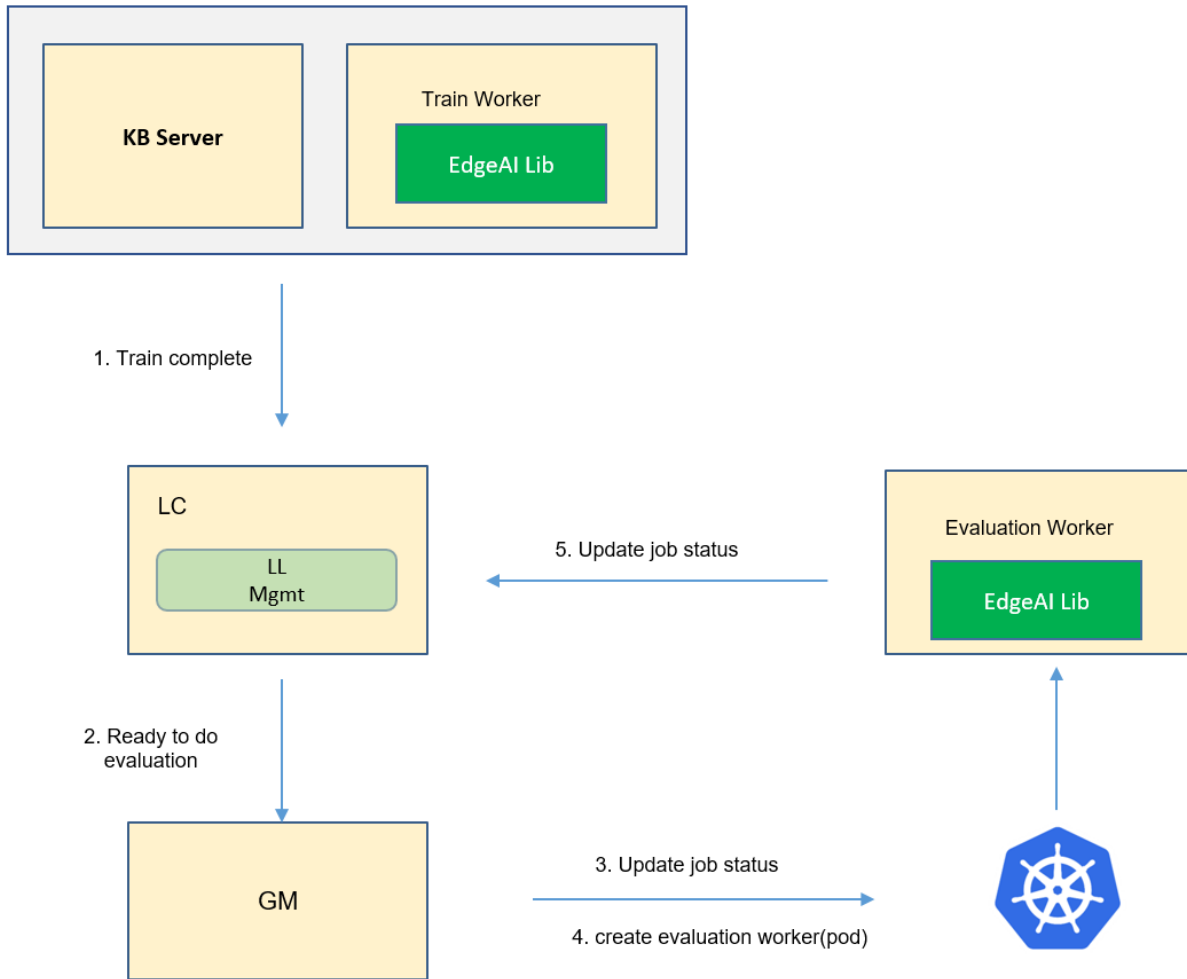 KB Server
Train Worker
EdgeAI Lib
1. Train complete
LC
LL
Mgmt
5. Update job status
Evaluation Worker
EdgeAI Lib
2. Ready to do
evaluation
GM
3. Update job status
4. create evaluation worker(pod)